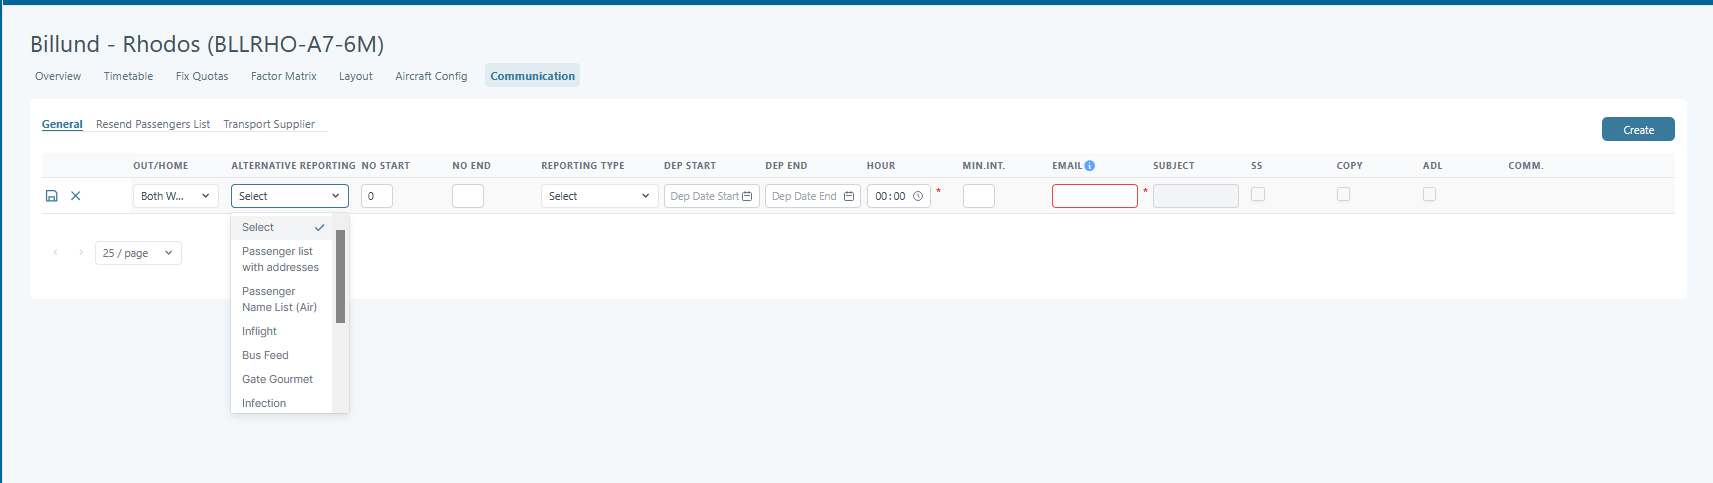 Billund - Rhodos (BLLRHO-A7-6M)
Overview Timetable Fix Quotas Factor Matrix Layout Aircraft Config Communication
General Resend Passengers List Transport Supplier
Create
OUT/HOME ALTERNATIVE REPORTING NO START NO END REPORTING TYPE DEP START DEP END HOUR MIN.INT. EMAIL SUBJECT SS COPY ADL COMM.
Both W... Select 0 Select Dep Date Start Dep Date End 00:00 * *
Select
25 / page
Passenger list
with addresses
Passenger
Name List (Air)
Inflight
Bus Feed
Gate Gourmet
Infection